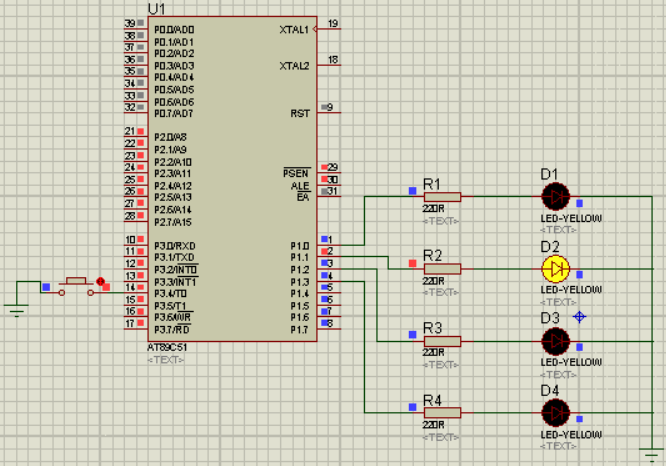 U1
39 P0.0/AD0 XTAL1 19
38 P0.1/AD1
37 P0.2/AD2
36 P0.3/AD3 XTAL2 18
35 P0.4/AD4
34 P0.5/AD5
33 P0.6/AD6
32 P0.7/AD7 RST 9
21 P2.0/A8
22 P2.1/A9
23 P2.2/A10
24 P2.3/A11 PSEN 29
25 P2.4/A12 ALE 30
26 P2.5/A13 EA 31
27 P2.6/A14
28 P2.7/A15
10 P3.0/RXD P1.0 1
11 P3.1/TXD P1.1 2
12 P3.2/INT0 P1.2 3
13 P3.3/INT1 P1.3 4
14 P3.4/T0 P1.4 5
15 P3.5/T1 P1.5 6
16 P3.6/WR P1.6 7
17 P3.7/RD P1.7 8
AT89C51
<TEXT>
R1
220R
<TEXT>
D1
LED-YELLOW
<TEXT>
R2
220R
<TEXT>
D2
LED-YELLOW
<TEXT>
R3
220R
<TEXT>
D3
LED-YELLOW
<TEXT>
R4
220R
<TEXT>
D4
LED-YELLOW
<TEXT>